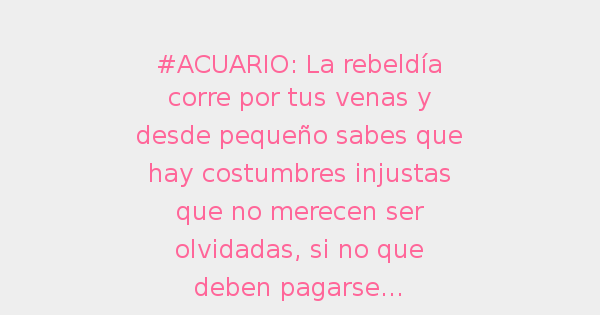 #ACUARIO: La rebeldía
corre por tus venas y
desde pequeño sabes que
hay costumbres injustas
que no merecen ser
olvidadas, si no que
deben pagarse...